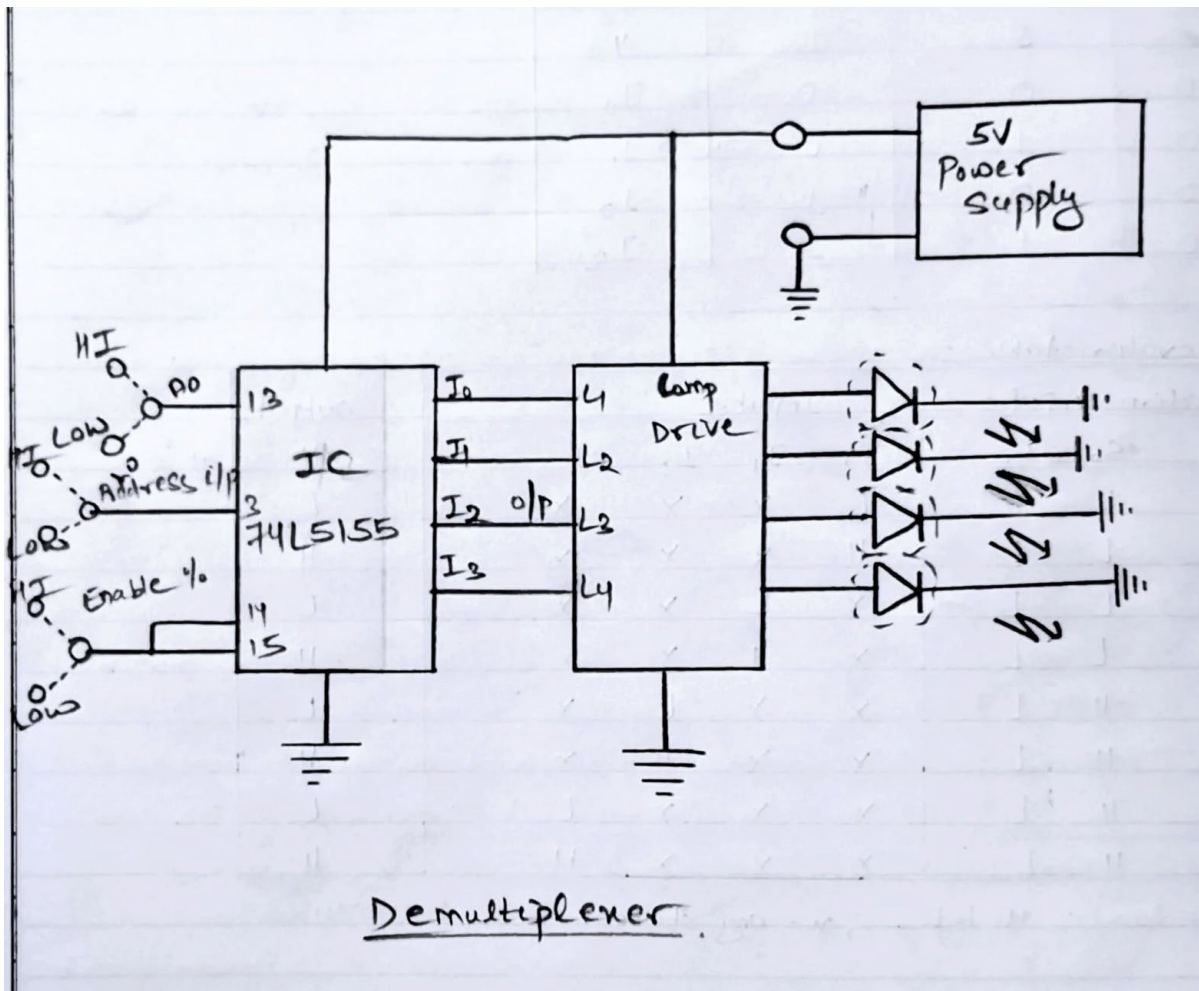 5V
Power
Supply
HI
A0
LOW
13
HI
Address i/p
3
Enable
14
15
LOW
IC
74LS155
I0
I1
I2 o/p
I3
L1
L2
L3
L4
Lamp
Drive
Demultiplexer.